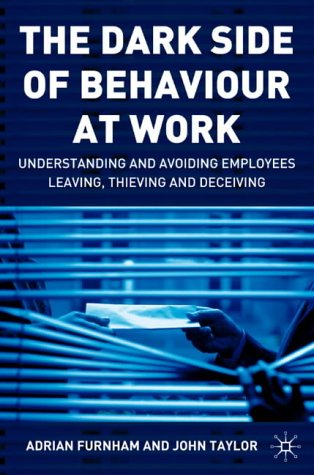 THE DARK SIDE
OF BEHAVIOUR
AT WORK
UNDERSTANDING AND AVOIDING EMPLOYEES
LEAVING, THIEVING AND DECEIVING
ADRIAN FURNHAM AND JOHN TAYLOR